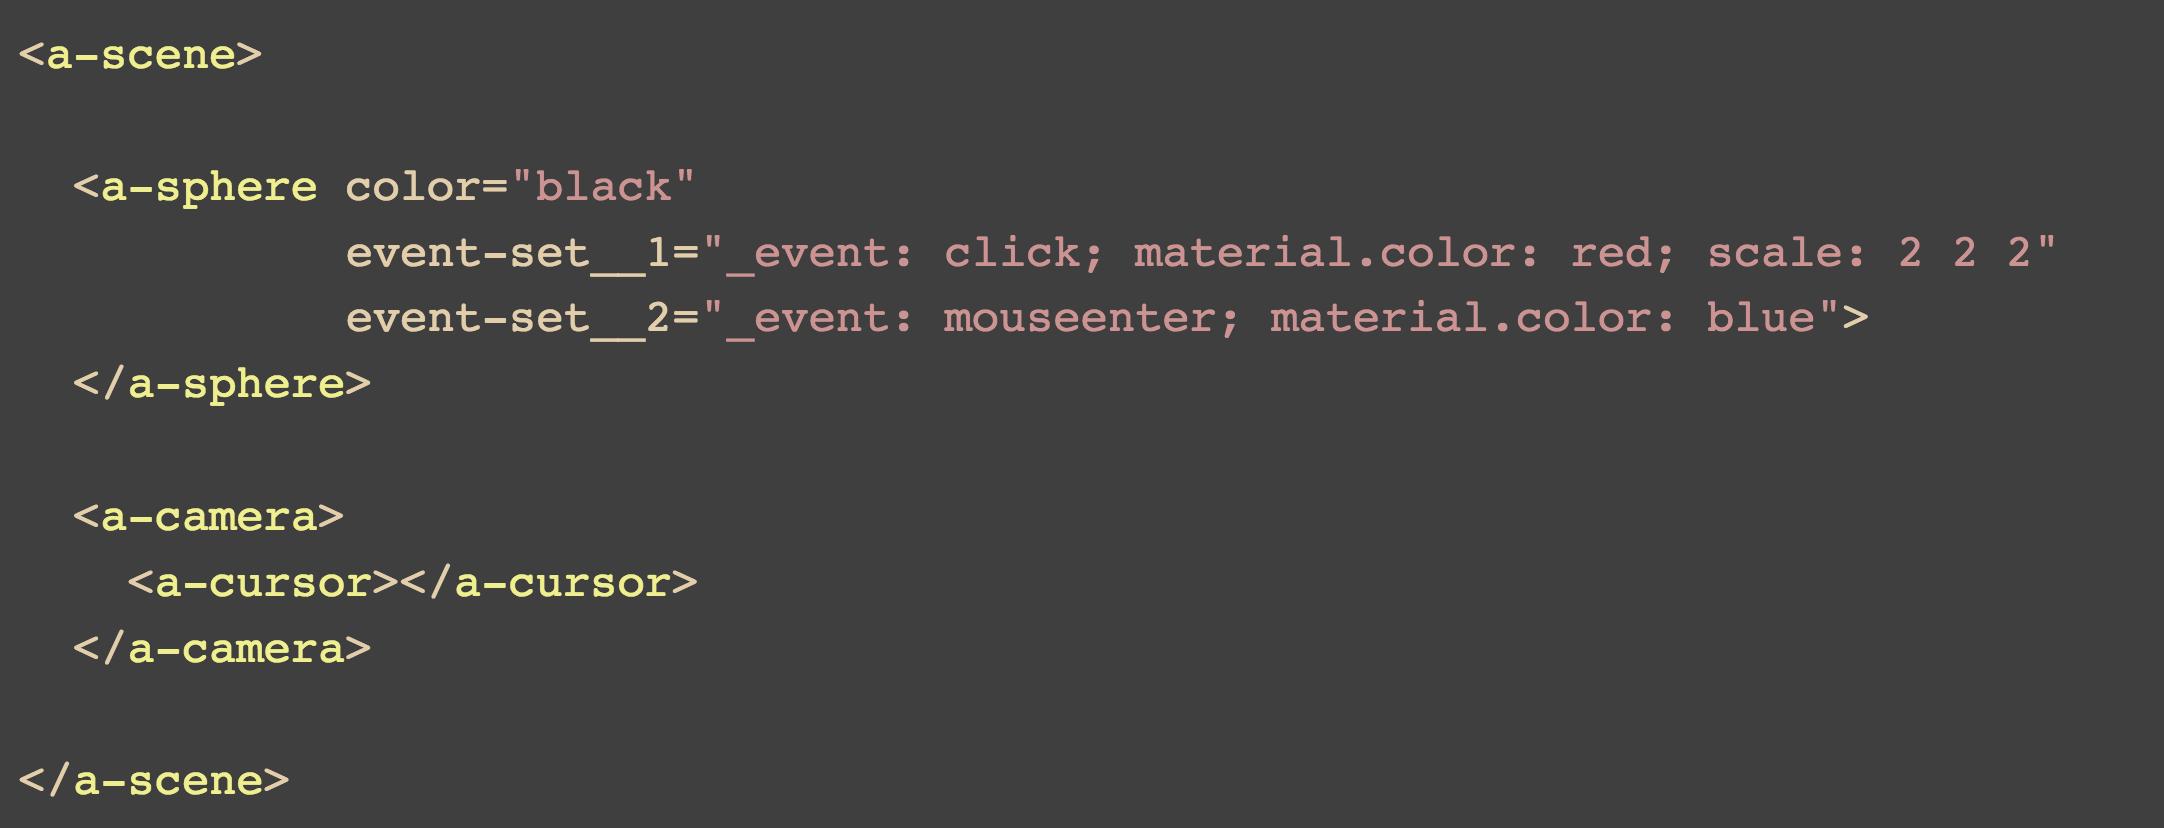 <a-scene>
<a-sphere color="black"
event-set__1="_event: click; material.color: red; scale: 2 2 2"
event-set__2="_event: mouseenter; material.color: blue">
</a-sphere>
<a-camera>
<a-cursor></a-cursor>
</a-camera>
</a-scene>